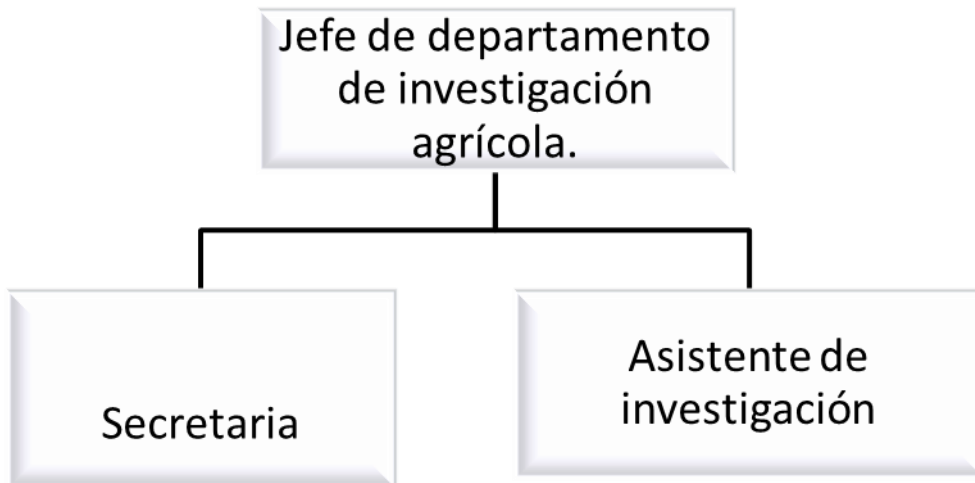 Jefe de departamento
de investigación
agrícola.
Secretaria
Asistente de
investigación